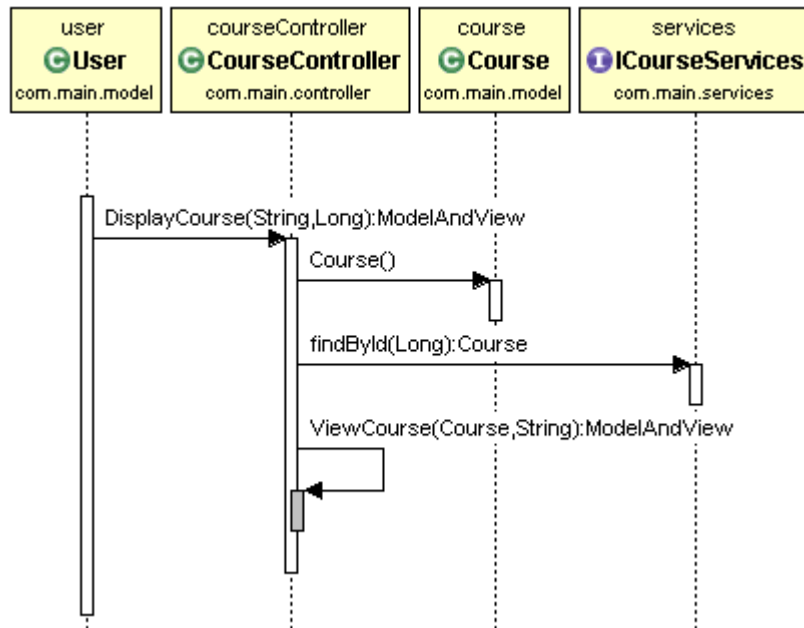 user
C User
com.main.model
courseController
C CourseController
com.main.controller
course
C Course
com.main.model
services
I ICourseServices
com.main.services
DisplayCourse(String,Long):ModelAndView
Course()
findById(Long):Course
ViewCourse(Course,String):ModelAndView